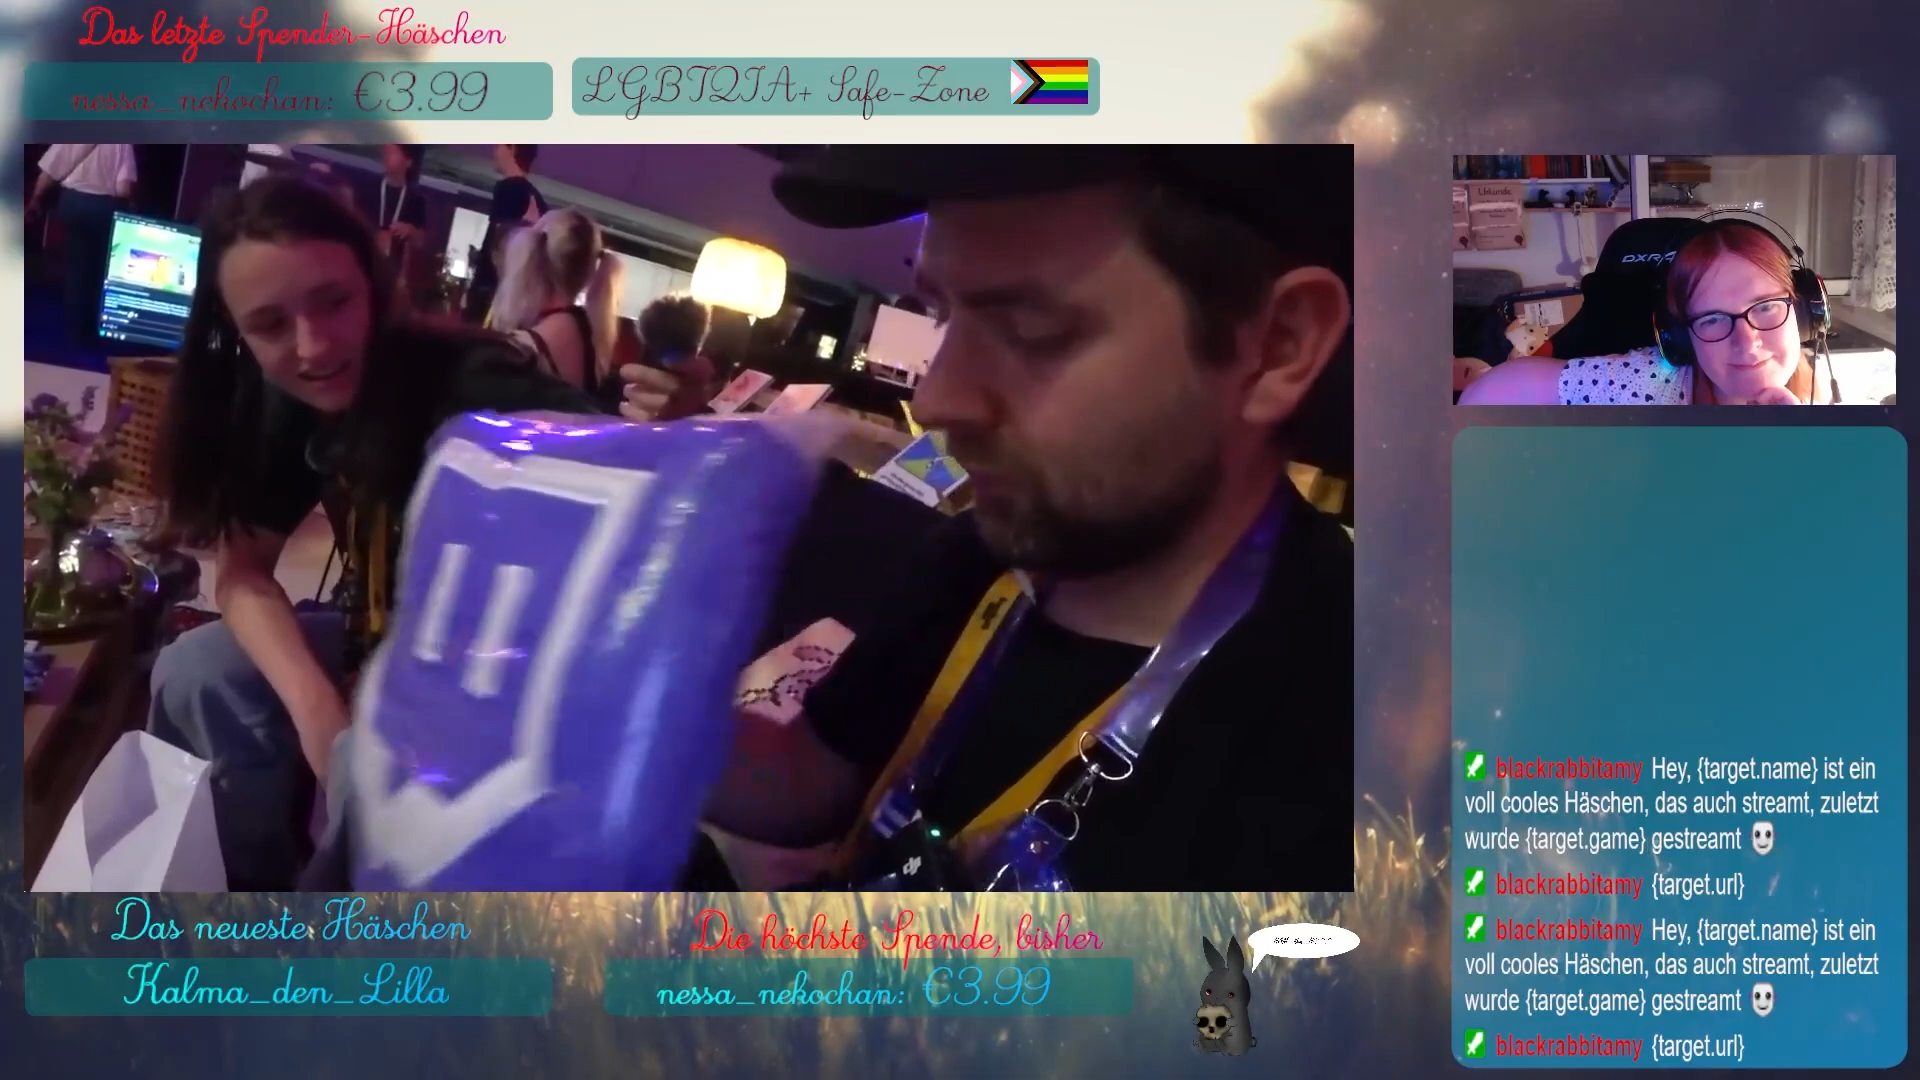 Das letzte Spender-Häschen
nessa_nekochan: €3.99
LGBTQIA+ Safe-Zone
Urkunde
DXRA
Das neueste Häschen
Kalma_den_Lilla
Die höchste Spende, bisher
nessa_nekochan: €3.99
blackrabbitamy Hey, {target.name} ist ein
voll cooles Häschen, das auch streamt, zuletzt
wurde {target.game} gestreamt
blackrabbitamy {target.url}
blackrabbitamy Hey, {target.name} ist ein
voll cooles Häschen, das auch streamt, zuletzt
wurde {target.game} gestreamt
blackrabbitamy {target.url}